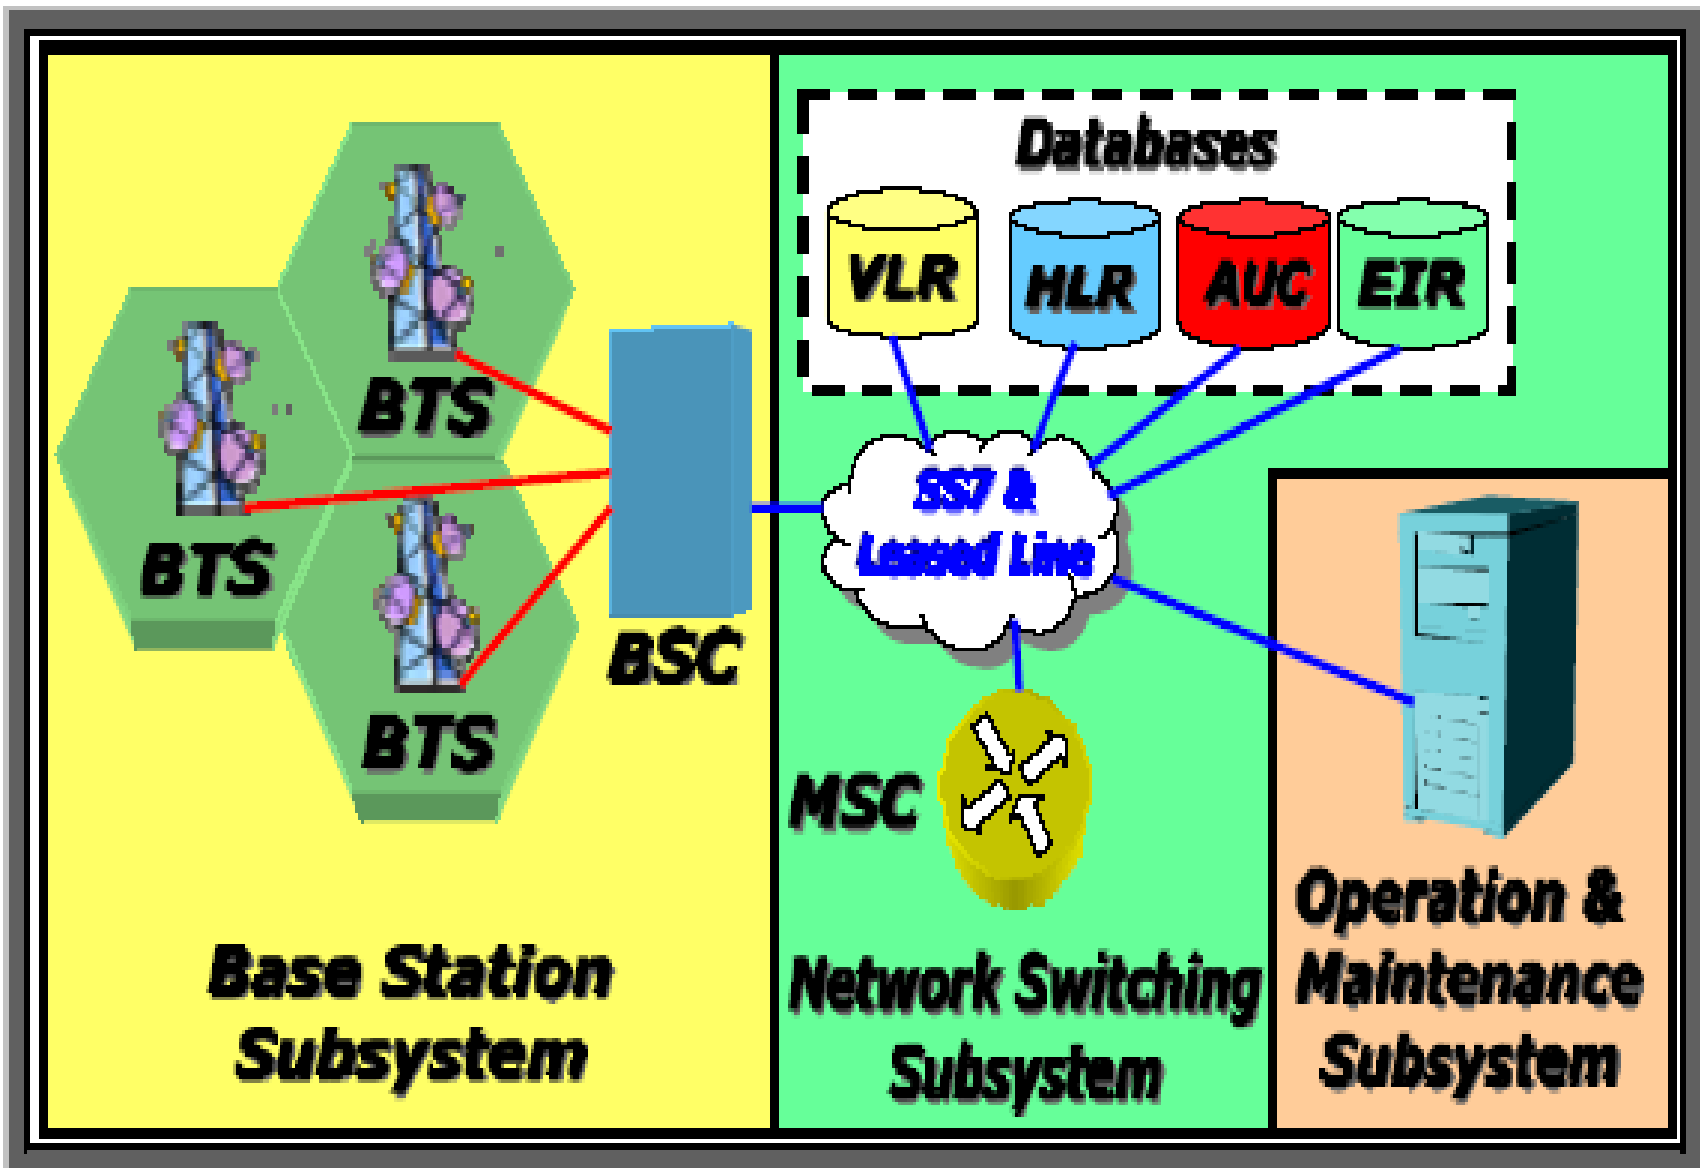 Databases
VLR
HLR
AUC
EIR
BTS
BTS
BTS
BSC
SS7 &
Leased Line
MSC
Base Station
Subsystem
Network Switching
Subsystem
Operation &
Maintenance
Subsystem